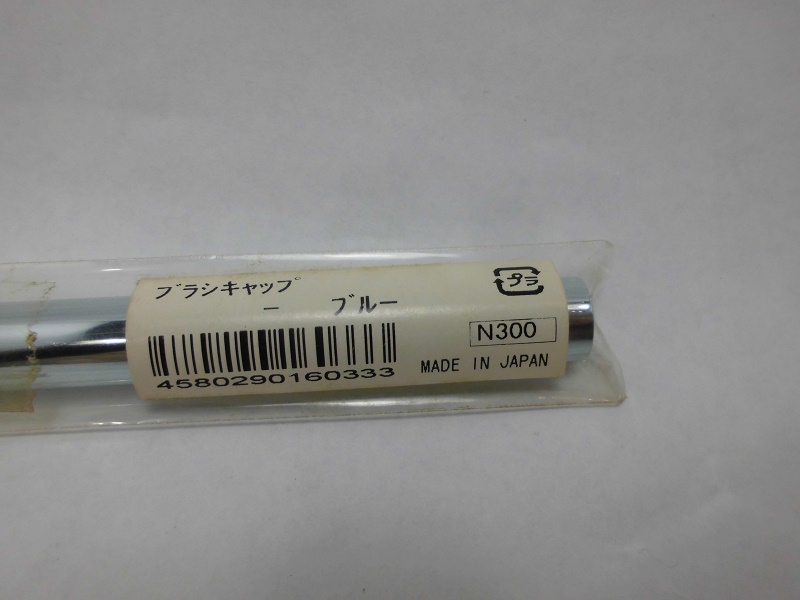 ブラシキャップ
ー ブルー
プラ
N300
4580290160333
MADE IN JAPAN